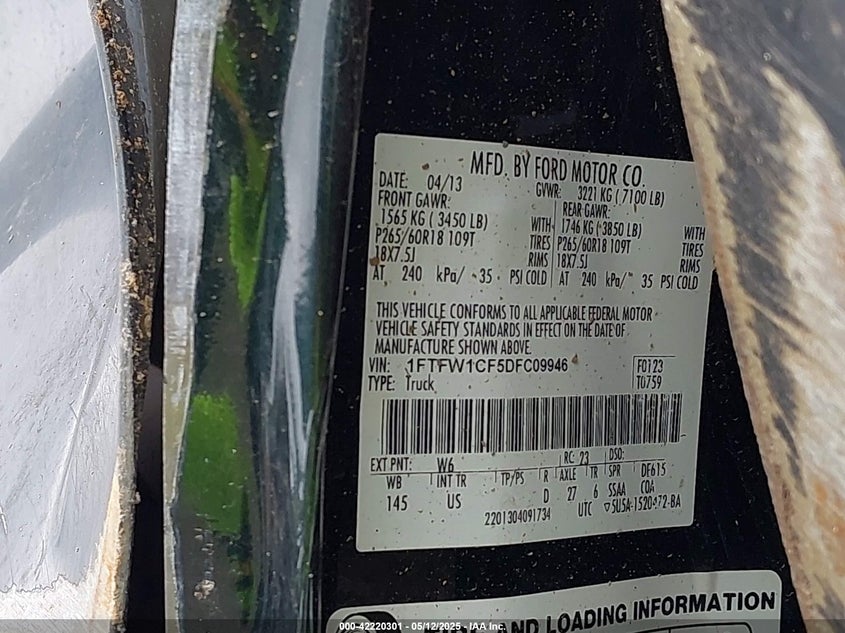 MFD. BY FORD MOTOR CO.
DATE: 04/13 GVWR: 3221 KG ( 7100 LB)
FRONT GAWR: REAR GAWR:
1565 KG ( 3450 LB) WITH 1746 KG ( 3850 LB) WITH
P265/60R18 109T TIRES P265/60R18 109T TIRES
18X7.5J RIMS 18X7.5J RIMS
AT 240 kPa/ 35 PSI COLD AT 240 kPa/ 35 PSI COLD
THIS VEHICLE CONFORMS TO ALL APPLICABLE FEDERAL MOTOR
VEHICLE SAFETY STANDARDS IN EFFECT ON THE DATE OF
MANUFACTURE SHOWN ABOVE.
VIN: 1FTFW1CF5DFC09946 F0123
TYPE: Truck T0759
EXT PNT: W6 RC: 23 DSO:
WB INT TR TP/PS R AXLE TR SPR DF615
145 US D 27 6 SSAA COA
2201304091734 UTC ▽5U5A-1520472-BA
AND LOADING INFORMATION
000-42220301 - 05/12/2025 - IAA Inc.